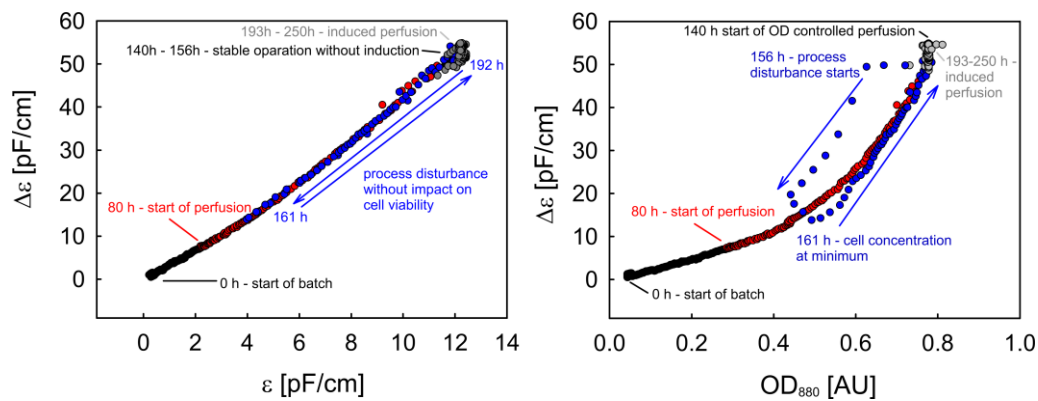 193h - 250h- induced perfusion
140h - 156h - stable oparation without induction
192 h
process disturbance
without impact on
cell viability
161 h
80 h - start of perfusion
0 h - start of batch
60
50
40
30
20
10
0
Δε [pF/cm]
0 2 4 6 8 10 12 14
ε [pF/cm]
140 h start of OD controlled perfusion
156 h - process
disturbance starts
193-250 h -
induced
perfusion
80 h - start of perfusion
161 h - cell concentration
at minimum
0 h - start of batch
60
50
40
30
20
10
0
Δε [pF/cm]
0.0 0.2 0.4 0.6 0.8 1.0
OD₈₈₀ [AU]